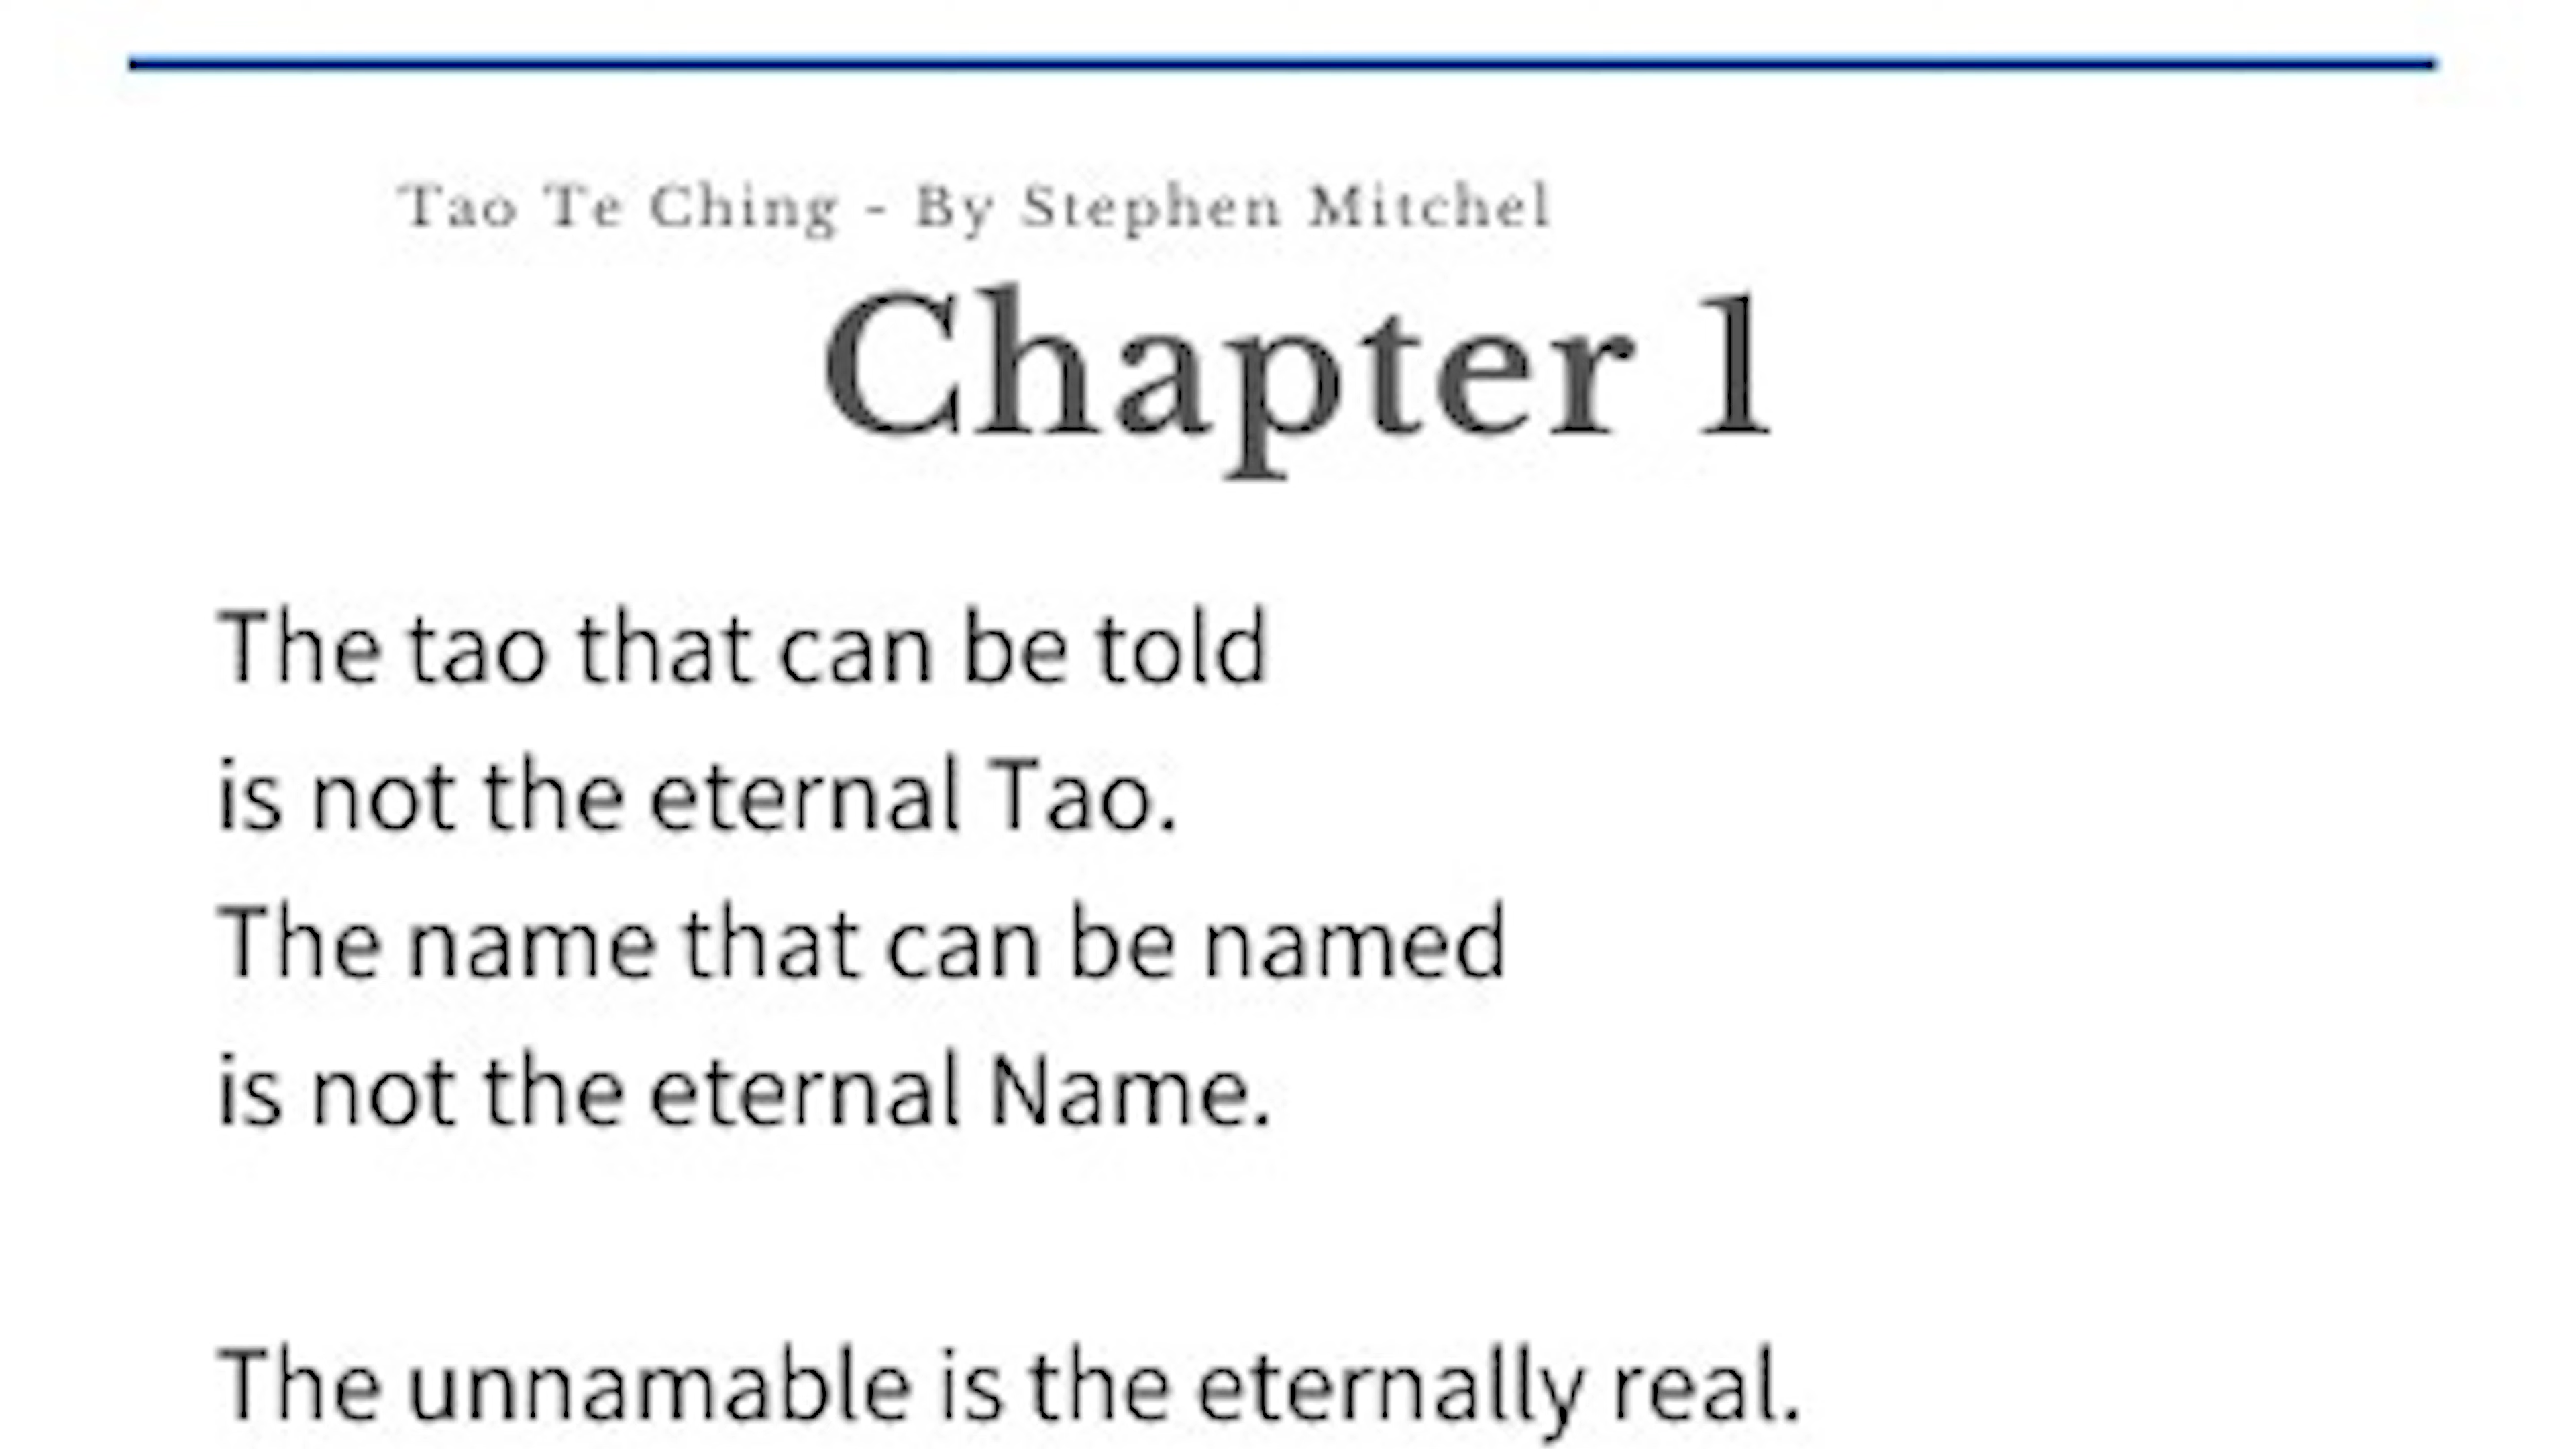 Tao Te Ching - By Stephen Mitchel
Chapter 1
The tao that can be told
is not the eternal Tao.
The name that can be named
is not the eternal Name.
The unnamable is the eternally real.